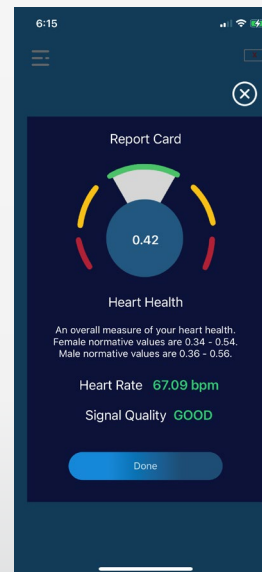 6:15
Report Card
0.42
Heart Health
An overall measure of your heart health.
Female normative values are 0.34 - 0.54.
Male normative values are 0.36 - 0.56.
Heart Rate 67.09 bpm
Signal Quality GOOD
Done